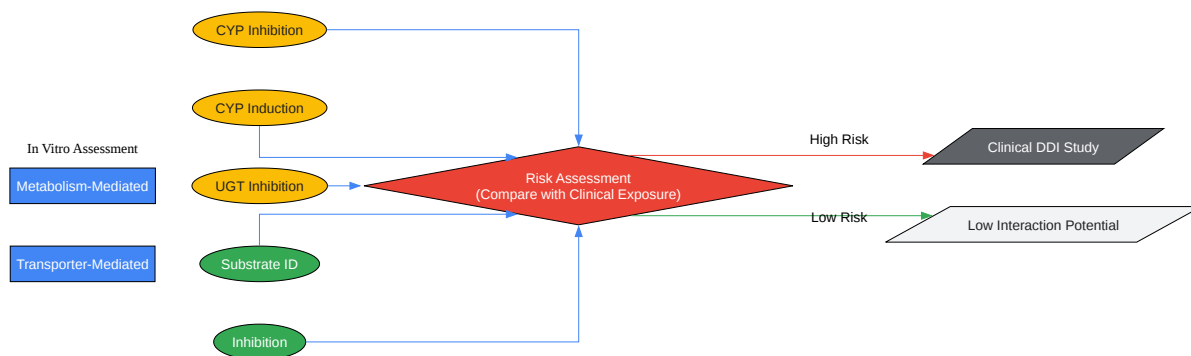 CYP Inhibition
CYP Induction
In Vitro Assessment
Metabolism-Mediated
UGT Inhibition
Transporter-Mediated
Substrate ID
Inhibition
Risk Assessment
(Compare with Clinical Exposure)
High Risk
Clinical DDI Study
Low Risk
Low Interaction Potential